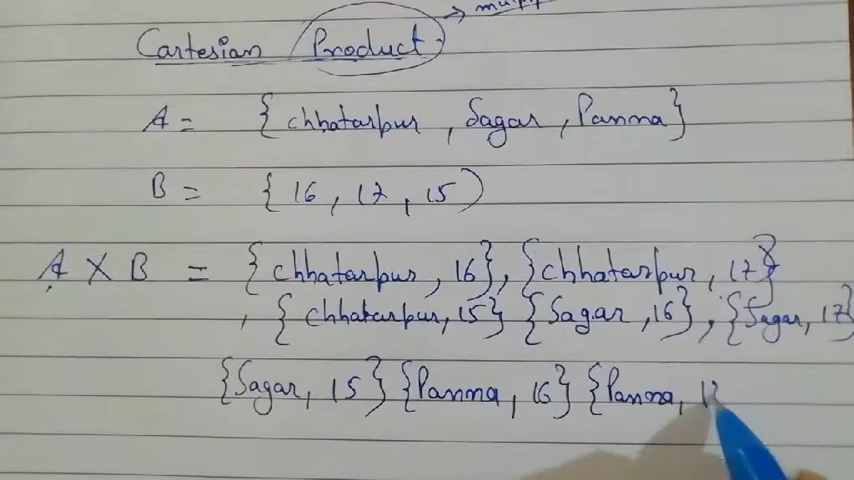 Cartesian Product
A = { chhatarpur , Sagar , Panna }
B = { 16 , 17 , 15 )
A X B = { chhatarpur , 16 } , { chhatarpur , 17 }
, { chhatarpur , 15 } { Sagar , 16 } , { Sagar , 17 }
{ Sagar , 15 } { Panna , 16 } { Panna ,